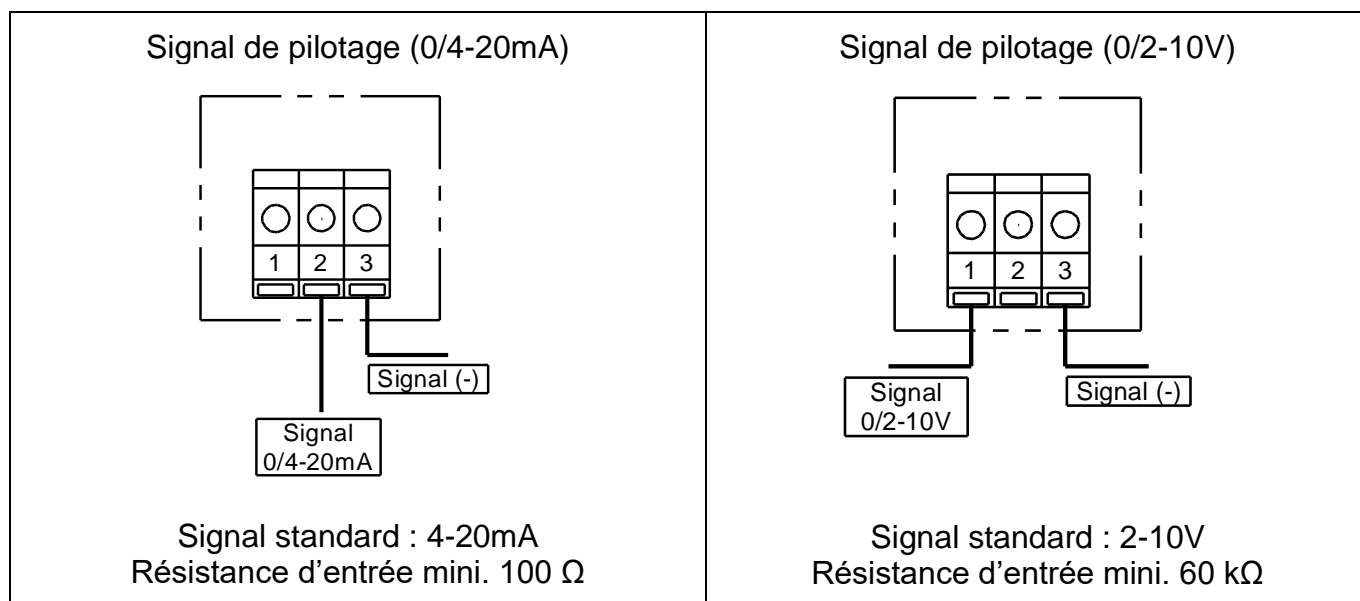 Signal de pilotage (0/4-20mA)
1 2 3
Signal (-)
Signal
0/4-20mA
Signal standard : 4-20mA
Résistance d’entrée mini. 100 Ω
Signal de pilotage (0/2-10V)
1 2 3
Signal
0/2-10V
Signal (-)
Signal standard : 2-10V
Résistance d’entrée mini. 60 kΩ